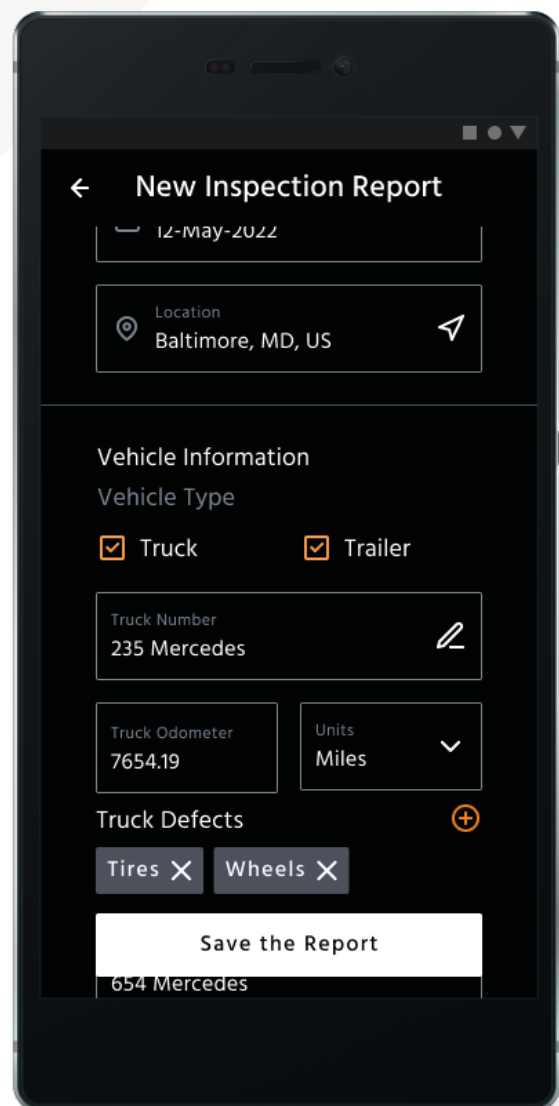 New Inspection Report
12-May-2022
Location
Baltimore, MD, US
Vehicle Information
Vehicle Type
Truck Trailer
Truck Number
235 Mercedes
Truck Odometer Units
7654.19 Miles
Truck Defects
Tires Wheels
Save the Report
654 Mercedes